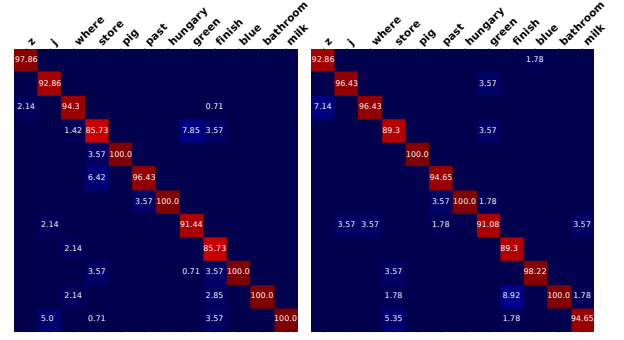 z j where store pig past hungary green finish blue bathroom milk z j where store pig past hungary green finish blue bathroom milk
97.86 92.86 1.78
92.86 96.43 3.57
2.14 94.3 0.71 7.14 96.43
1.42 85.73 7.85 3.57 89.3 3.57
3.57 100.0 100.0
6.42 96.43 94.65
3.57 100.0 3.57 100.0 1.78
2.14 91.44 3.57 3.57 1.78 91.08 3.57
2.14 85.73 89.3
3.57 0.71 3.57 100.0 3.57 98.22
2.14 2.85 100.0 1.78 8.92 100.0 1.78
5.0 0.71 3.57 100.0 5.35 1.78 94.65